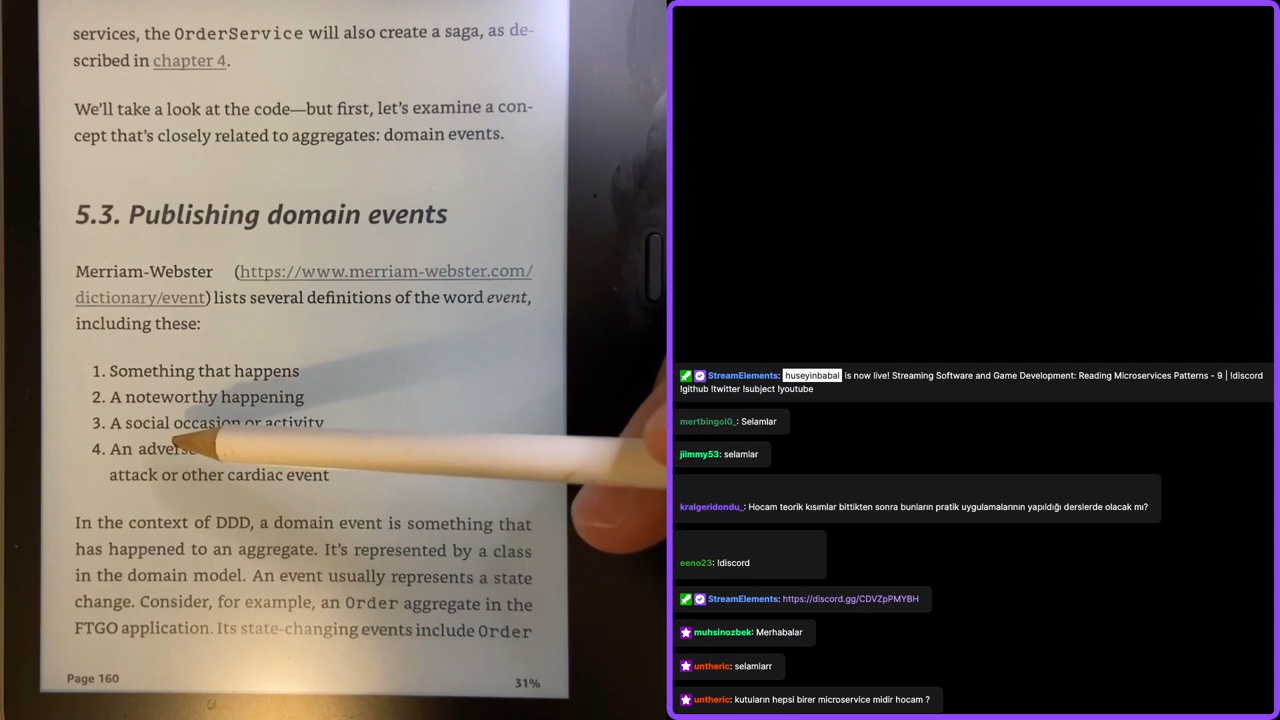 services, the OrderService will also create a saga, as de-
scribed in chapter 4.
We'll take a look at the code—but first, let's examine a con-
cept that's closely related to aggregates: domain events.
5.3. Publishing domain events
Merriam-Webster (https://www.merriam-webster.com/
dictionary/event) lists several definitions of the word event,
including these:
1. Something that happens
2. A noteworthy happening
3. A social occasion or activity
4. An
attack or other cardiac event
In the context of DDD, a domain event is something that
has happened to an aggregate. It's represented by a class
in the domain model. An event usually represents a state
change. Consider, for example, an Order aggregate in the
FTGO application. Its state-changing events include Order
Page 160
31%
StreamElements: huseyinbabal is now live! Streaming Software and Game Development: Reading Microservices Patterns - 9 | !discord
!github !twitter !subject !youtube
mertbingol0_: Selamlar
jiimmy53: selamlar
kralgeridondu_: Hocam teorik kısımlar bittikten sonra bunların pratik uygulamalarının yapıldığı derslerde olacak mı?
eeno23: !discord
StreamElements: https://discord.gg/CDVZpPMYBH
muhsinozbek: Merhabalar
untheric: selamlarr
untheric: kutuların hepsi birer microservice midir hocam ?